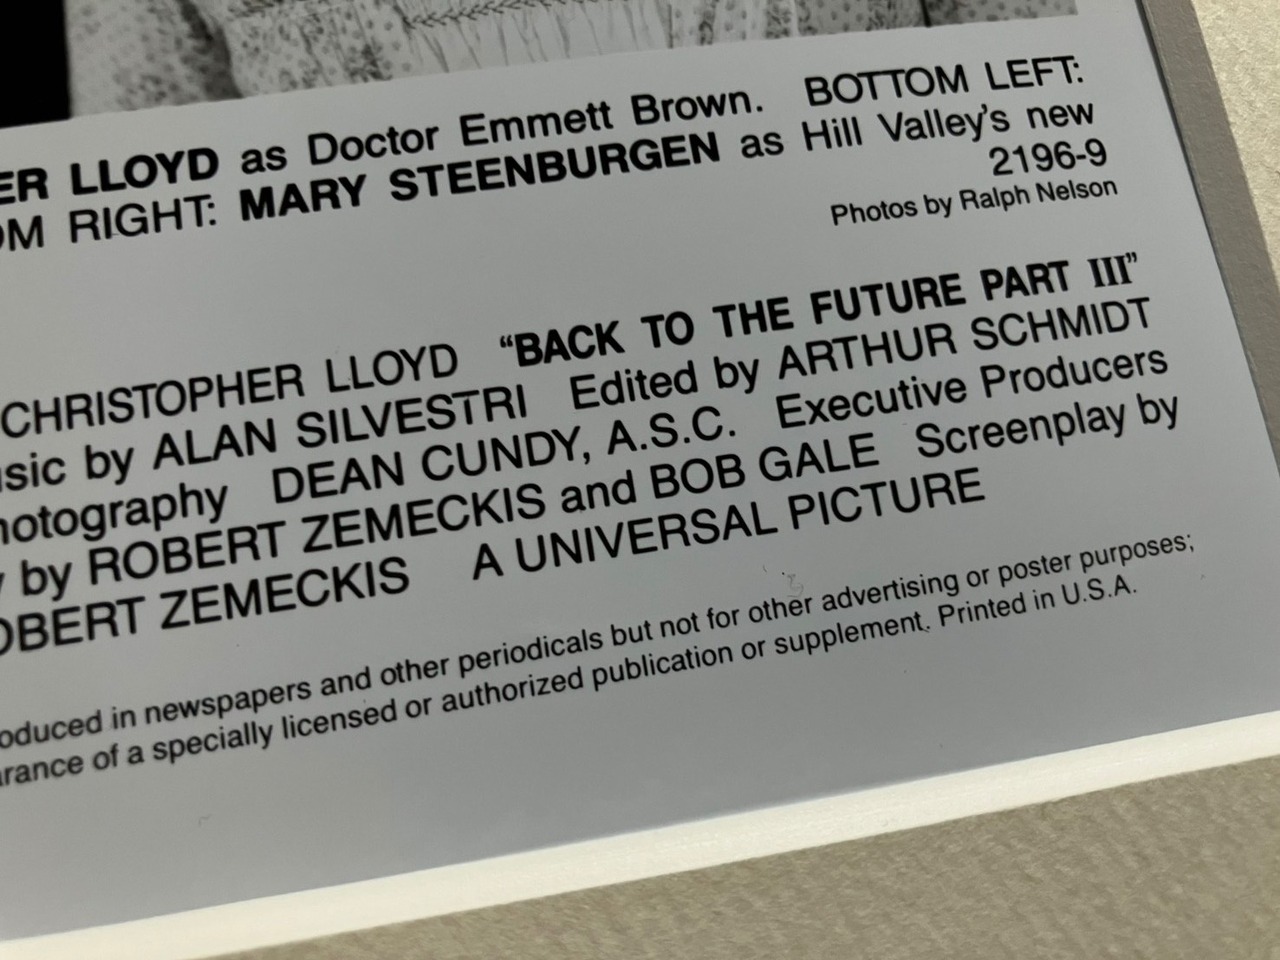 ER LLOYD as Doctor Emmett Brown. BOTTOM LEFT:
OM RIGHT: MARY STEENBURGEN as Hill Valley's new
2196-9
Photos by Ralph Nelson
CHRISTOPHER LLOYD "BACK TO THE FUTURE PART III"
usic by ALAN SILVESTRI Edited by ARTHUR SCHMIDT
hotography DEAN CUNDY, A.S.C. Executive Producers
y by ROBERT ZEMECKIS and BOB GALE Screenplay by
OBERT ZEMECKIS A UNIVERSAL PICTURE
oduced in newspapers and other periodicals but not for other advertising or poster purposes;
arance of a specially licensed or authorized publication or supplement. Printed in U.S.A.